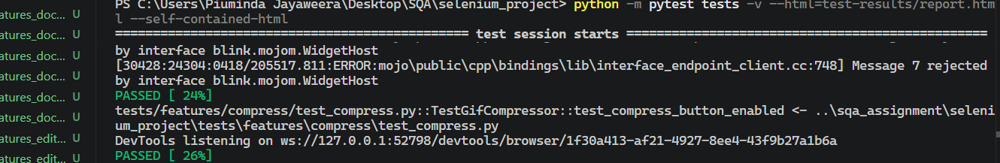 PS C:\Users\Piuminda Jayaweera\Desktop\SQA\selenium_project> python -m pytest tests -v --html=test-results/report.htm
atures_doc... U
l --self-contained-html
atures_doc... U
============================================== test session starts ===============================================
by interface blink.mojom.WidgetHost
atures_doc... U
[30428:24304:0418/205517.811:ERROR:mojo\public\cpp\bindings\lib\interface_endpoint_client.cc:748] Message 7 rejected
atures_doc... U
by interface blink.mojom.WidgetHost
atures_doc... U
PASSED [ 24%]
tests/features/compress/test_compress.py::TestGifCompressor::test_compress_button_enabled <- ..\sqa_assignment\seleni
atures_doc... U
um_project\tests\features\compress\test_compress.py
atures_edit... U
DevTools listening on ws://127.0.0.1:52798/devtools/browser/1f30a413-af21-4927-8ee4-43f9b27a1b6a
atures_edit... U
PASSED [ 26%]